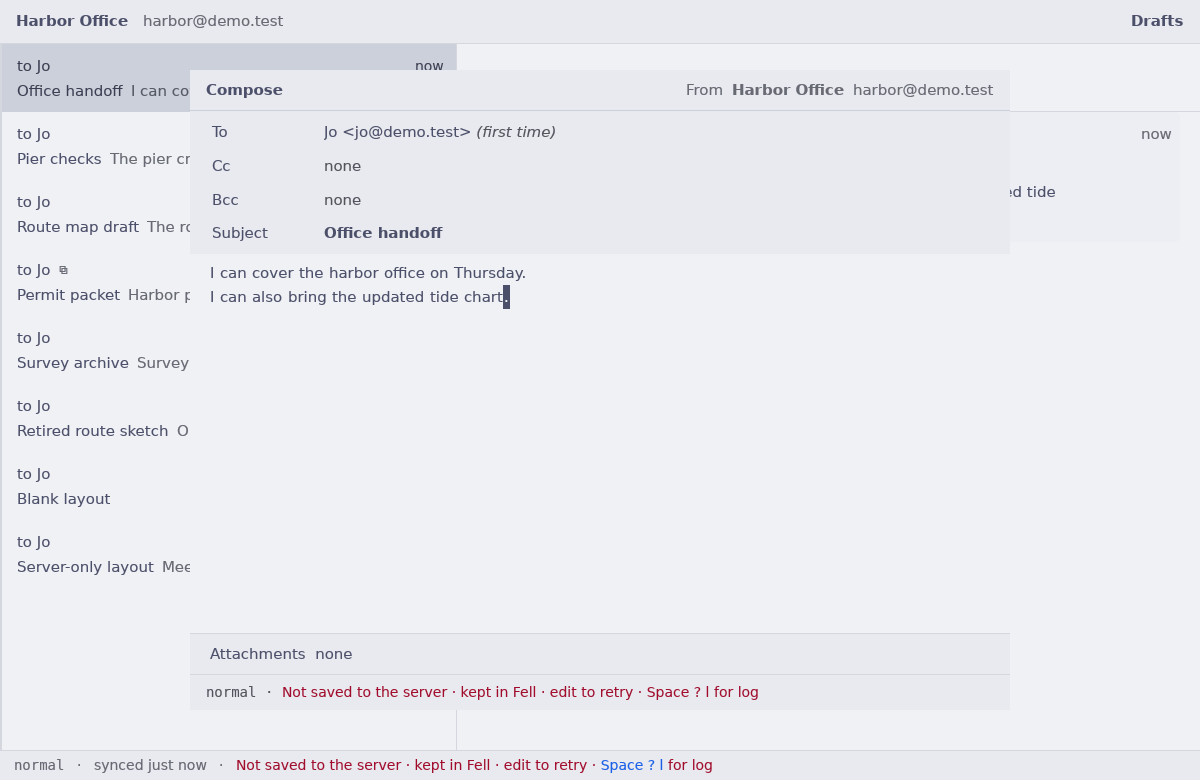 Harbor Office harbor@demo.test Drafts
to Jo now
Office handoff I can co
to Jo
Pier checks The pier cr
to Jo
Route map draft The ro
to Jo
Permit packet Harbor p
to Jo
Survey archive Survey
to Jo
Retired route sketch O
to Jo
Blank layout
to Jo
Server-only layout Mee
Compose From Harbor Office harbor@demo.test
To Jo <jo@demo.test> (first time)
Cc none
Bcc none
Subject Office handoff
I can cover the harbor office on Thursday.
I can also bring the updated tide chart.
Attachments none
normal · Not saved to the server · kept in Fell · edit to retry · Space ? l for log
now
ed tide
normal · synced just now · Not saved to the server · kept in Fell · edit to retry · Space ? l for log